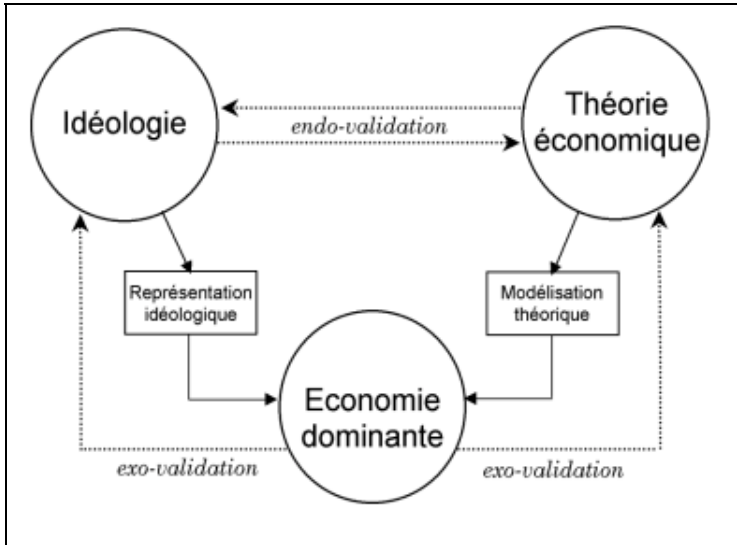 Idéologie
Théorie
économique
endo-validation
Représentation
idéologique
Modélisation
théorique
Economie
dominante
exo-validation
exo-validation